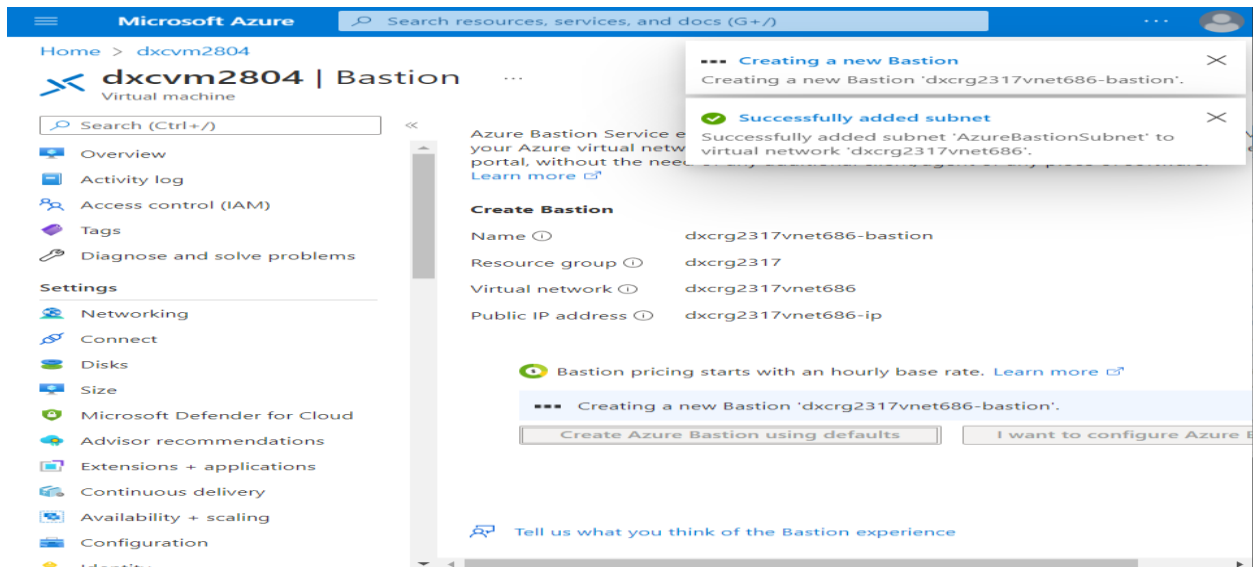 Microsoft Azure
Search resources, services, and docs (G+/)
Home > dxcvm2804
dxcvm2804 | Bastion
Virtual machine
Creating a new Bastion
Creating a new Bastion 'dxcrg2317vnet686-bastion'.
Successfully added subnet
Successfully added subnet 'AzureBastionSubnet' to
virtual network 'dxcrg2317vnet686'.
Search (Ctrl+/)
Overview
Activity log
Access control (IAM)
Tags
Diagnose and solve problems
Settings
Networking
Connect
Disks
Size
Microsoft Defender for Cloud
Advisor recommendations
Extensions + applications
Continuous delivery
Availability + scaling
Configuration
Identity
Azure Bastion Service
your Azure virtual
portal, without the
Learn more
Create Bastion
Name dxcrg2317vnet686-bastion
Resource group dxcrg2317
Virtual network dxcrg2317vnet686
Public IP address dxcrg2317vnet686-ip
Bastion pricing starts with an hourly base rate. Learn more
Creating a new Bastion 'dxcrg2317vnet686-bastion'.
Create Azure Bastion using defaults
I want to configure Azure
Tell us what you think of the Bastion experience